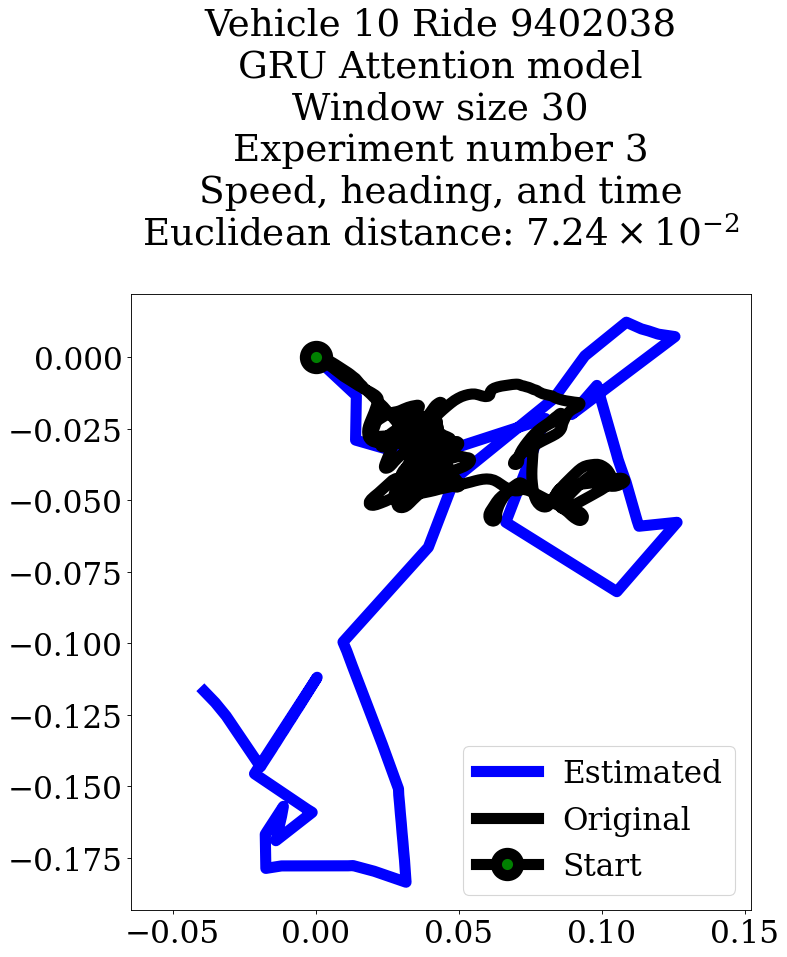 Vehicle 10 Ride 9402038
GRU Attention model
Window size 30
Experiment number 3
Speed, heading, and time
Euclidean distance: 7.24 × 10⁻²
0.000
−0.025
−0.050
−0.075
−0.100
−0.125
−0.150
−0.175
Estimated
Original
Start
−0.05
0.00
0.05
0.10
0.15